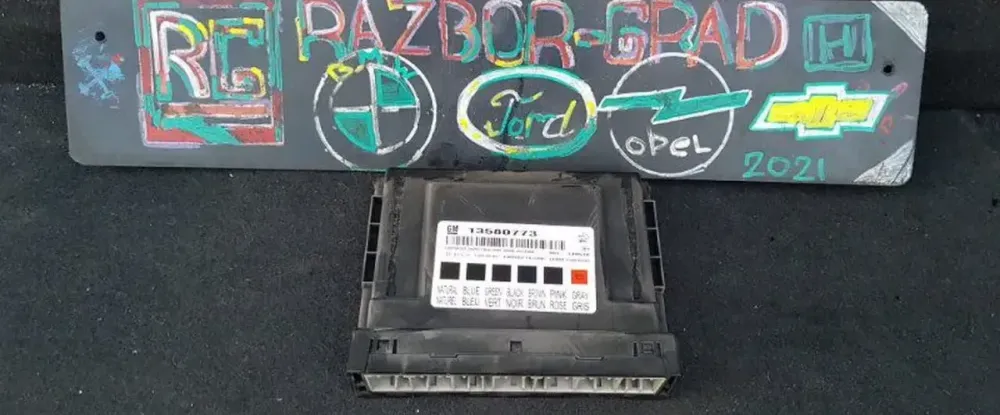 RG RAZBOR-GRAD H
BMW
Ford
OPEL
2021
GM 13580773
NATURAL BLUE GREEN BLACK BROWN PINK GRAY
NATUREL BLEU VERT NOIR BRUN ROSE GRIS